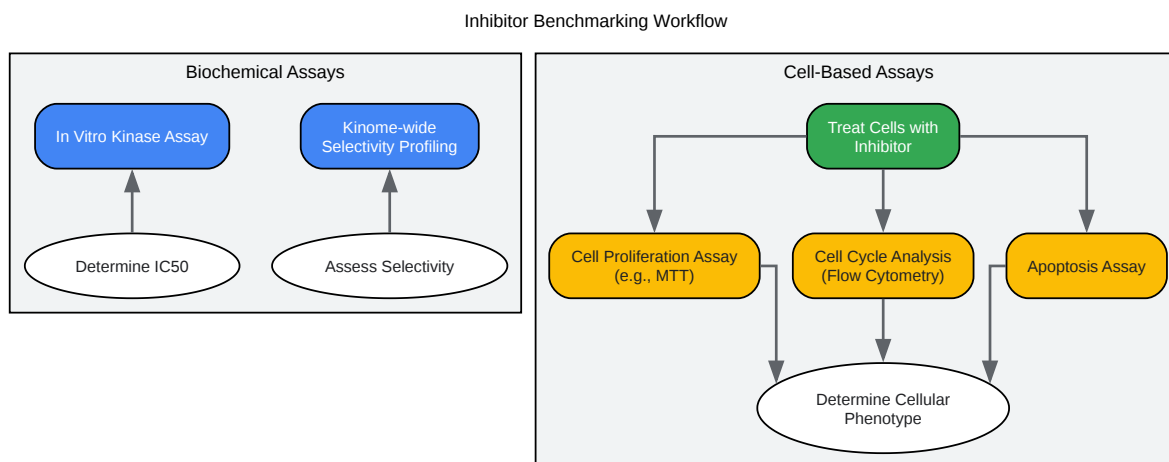 Inhibitor Benchmarking Workflow
Biochemical Assays
In Vitro Kinase Assay
Kinome-wide
Selectivity Profiling
Determine IC50
Assess Selectivity
Cell-Based Assays
Treat Cells with
Inhibitor
Cell Proliferation Assay
(e.g., MTT)
Cell Cycle Analysis
(Flow Cytometry)
Apoptosis Assay
Determine Cellular
Phenotype